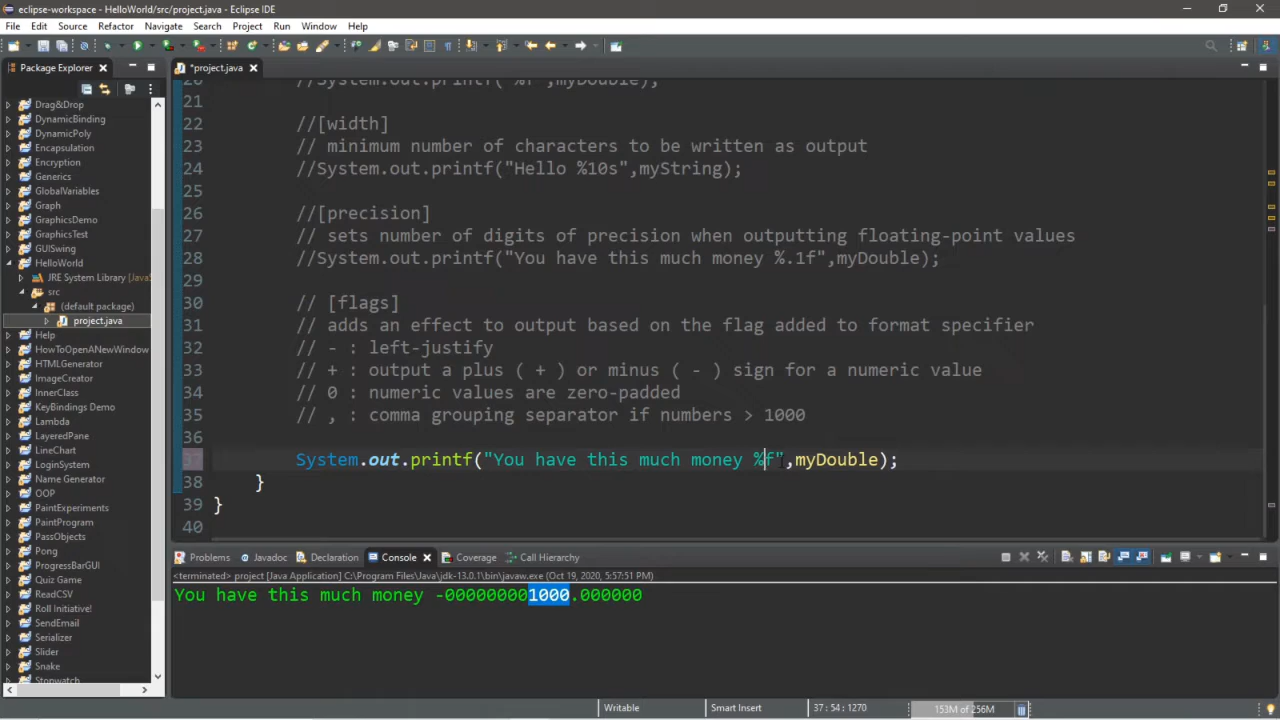 eclipse-workspace - HelloWorld/src/project.java - Eclipse IDE
File Edit Source Refactor Navigate Search Project Run Window Help
Package Explorer
*project.java
Drag&Drop
DynamicBinding
DynamicPoly
Encapsulation
Encryption
Generics
GlobalVariables
Graph
GraphicsDemo
GraphicsTest
GUISwing
HelloWorld
JRE System Library [JavaS
src
(default package)
project.java
Help
HowToOpenANewWindow
HTMLGenerator
ImageCreator
InnerClass
KeyBindings Demo
Lambda
LayeredPane
LineChart
LoginSystem
Name Generator
OOP
PaintExperiments
PaintProgram
PassObjects
Pong
ProgressBarGUI
Quiz Game
ReadCSV
Roll Initiative!
SendEmail
Serializer
Slider
Snake
Stopwatch
20 //System.out.printf("%f",myDouble);
21
22 //[width]
23 // minimum number of characters to be written as output
24 //System.out.printf("Hello %10s",myString);
25
26 //[precision]
27 // sets number of digits of precision when outputting floating-point values
28 //System.out.printf("You have this much money %.1f",myDouble);
29
30 // [flags]
31 // adds an effect to output based on the flag added to format specifier
32 // - : left-justify
33 // + : output a plus ( + ) or minus ( - ) sign for a numeric value
34 // 0 : numeric values are zero-padded
35 // , : comma grouping separator if numbers > 1000
36
37 System.out.printf("You have this much money %f",myDouble);
38 }
39 }
40
Problems Javadoc Declaration Console Coverage Call Hierarchy
<terminated> project [Java Application] C:\Program Files\Java\jdk-13.0.1\bin\javaw.exe (Oct 19, 2020, 5:57:51 PM)
You have this much money -000000001000.000000
Writable Smart Insert 37 : 54 : 1270 153M of 256M